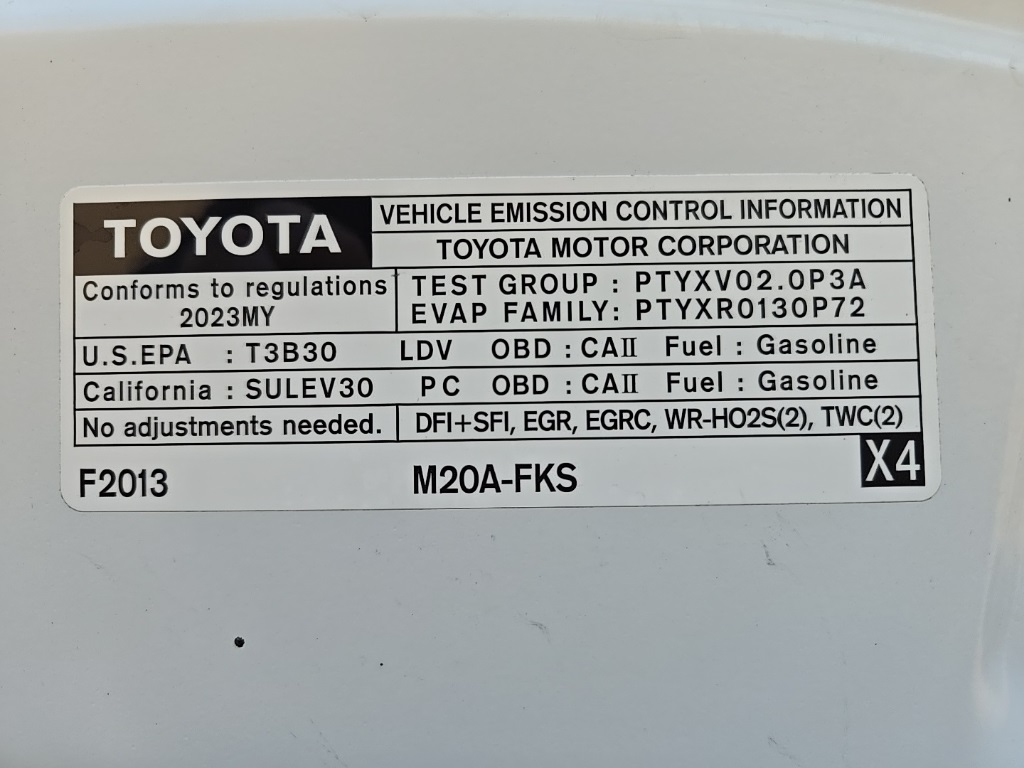 TOYOTA
VEHICLE EMISSION CONTROL INFORMATION
TOYOTA MOTOR CORPORATION
Conforms to regulations
2023MY
TEST GROUP : PTYXV02.0P3A
EVAP FAMILY: PTYXR0130P72
U.S.EPA : T3B30 LDV OBD : CAII Fuel : Gasoline
California : SULEV30 PC OBD : CAII Fuel : Gasoline
No adjustments needed. DFI+SFI, EGR, EGRC, WR-HO2S(2), TWC(2)
F2013 M20A-FKS X4